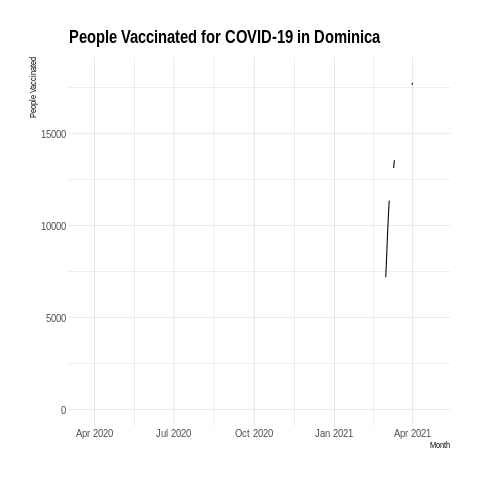 People Vaccinated for COVID-19 in Dominica
People Vaccinated
15000
10000
5000
0
Apr 2020 Jul 2020 Oct 2020 Jan 2021 Apr 2021
Month